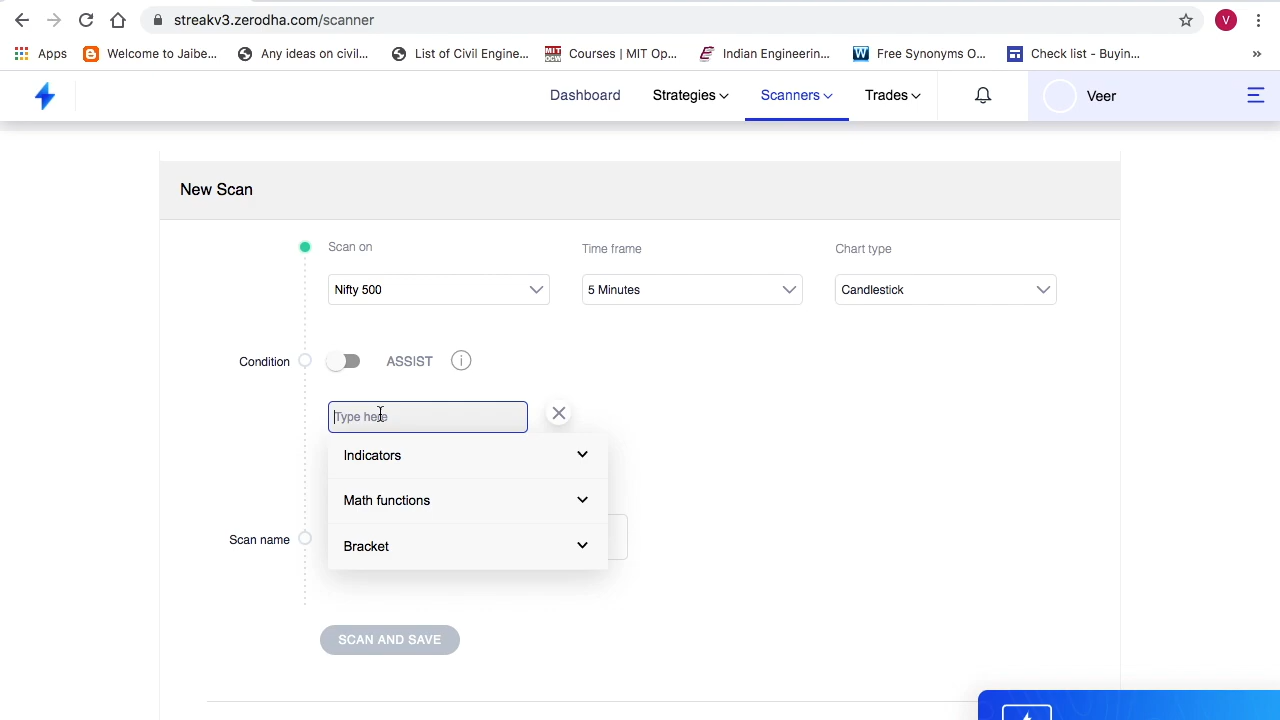 streakv3.zerodha.com/scanner
V
Apps
Welcome to Jaibe...
Any ideas on civil...
List of Civil Engine...
MIT OCW
Courses | MIT Op...
Indian Engineerin...
W
Free Synonyms O...
Check list - Buyin...
»
Dashboard
Strategies
Scanners
Trades
Veer
New Scan
Scan on
Time frame
Chart type
Nifty 500
5 Minutes
Candlestick
Condition
ASSIST
i
Type here
Indicators
Math functions
Bracket
Scan name
SCAN AND SAVE